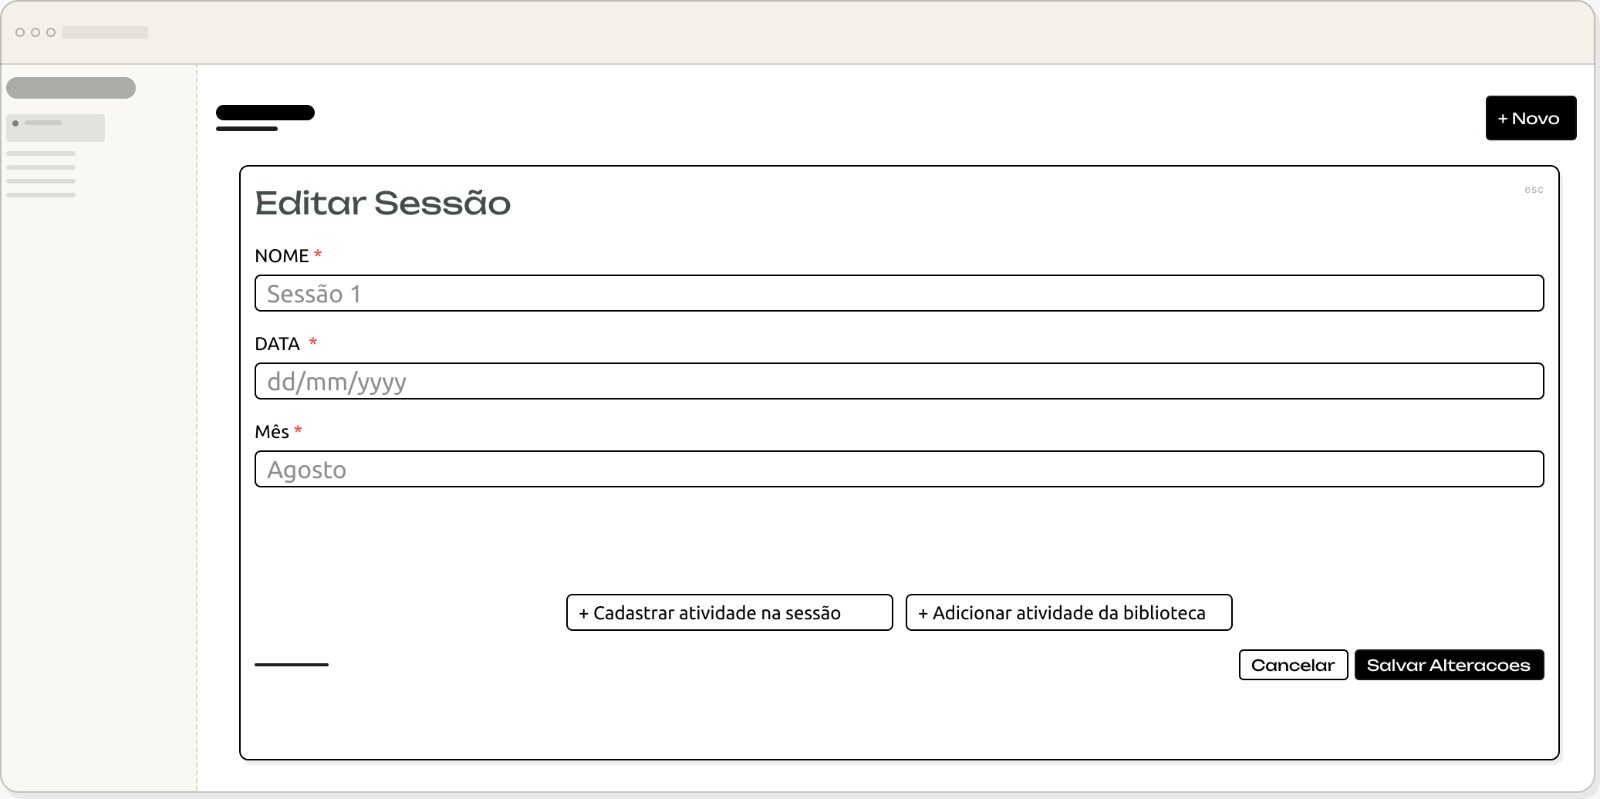 + Novo
Editar Sessão
esc
NOME *
Sessão 1
DATA *
dd/mm/yyyy
Mês *
Agosto
+ Cadastrar atividade na sessão
+ Adicionar atividade da biblioteca
Cancelar
Salvar Alteracoes